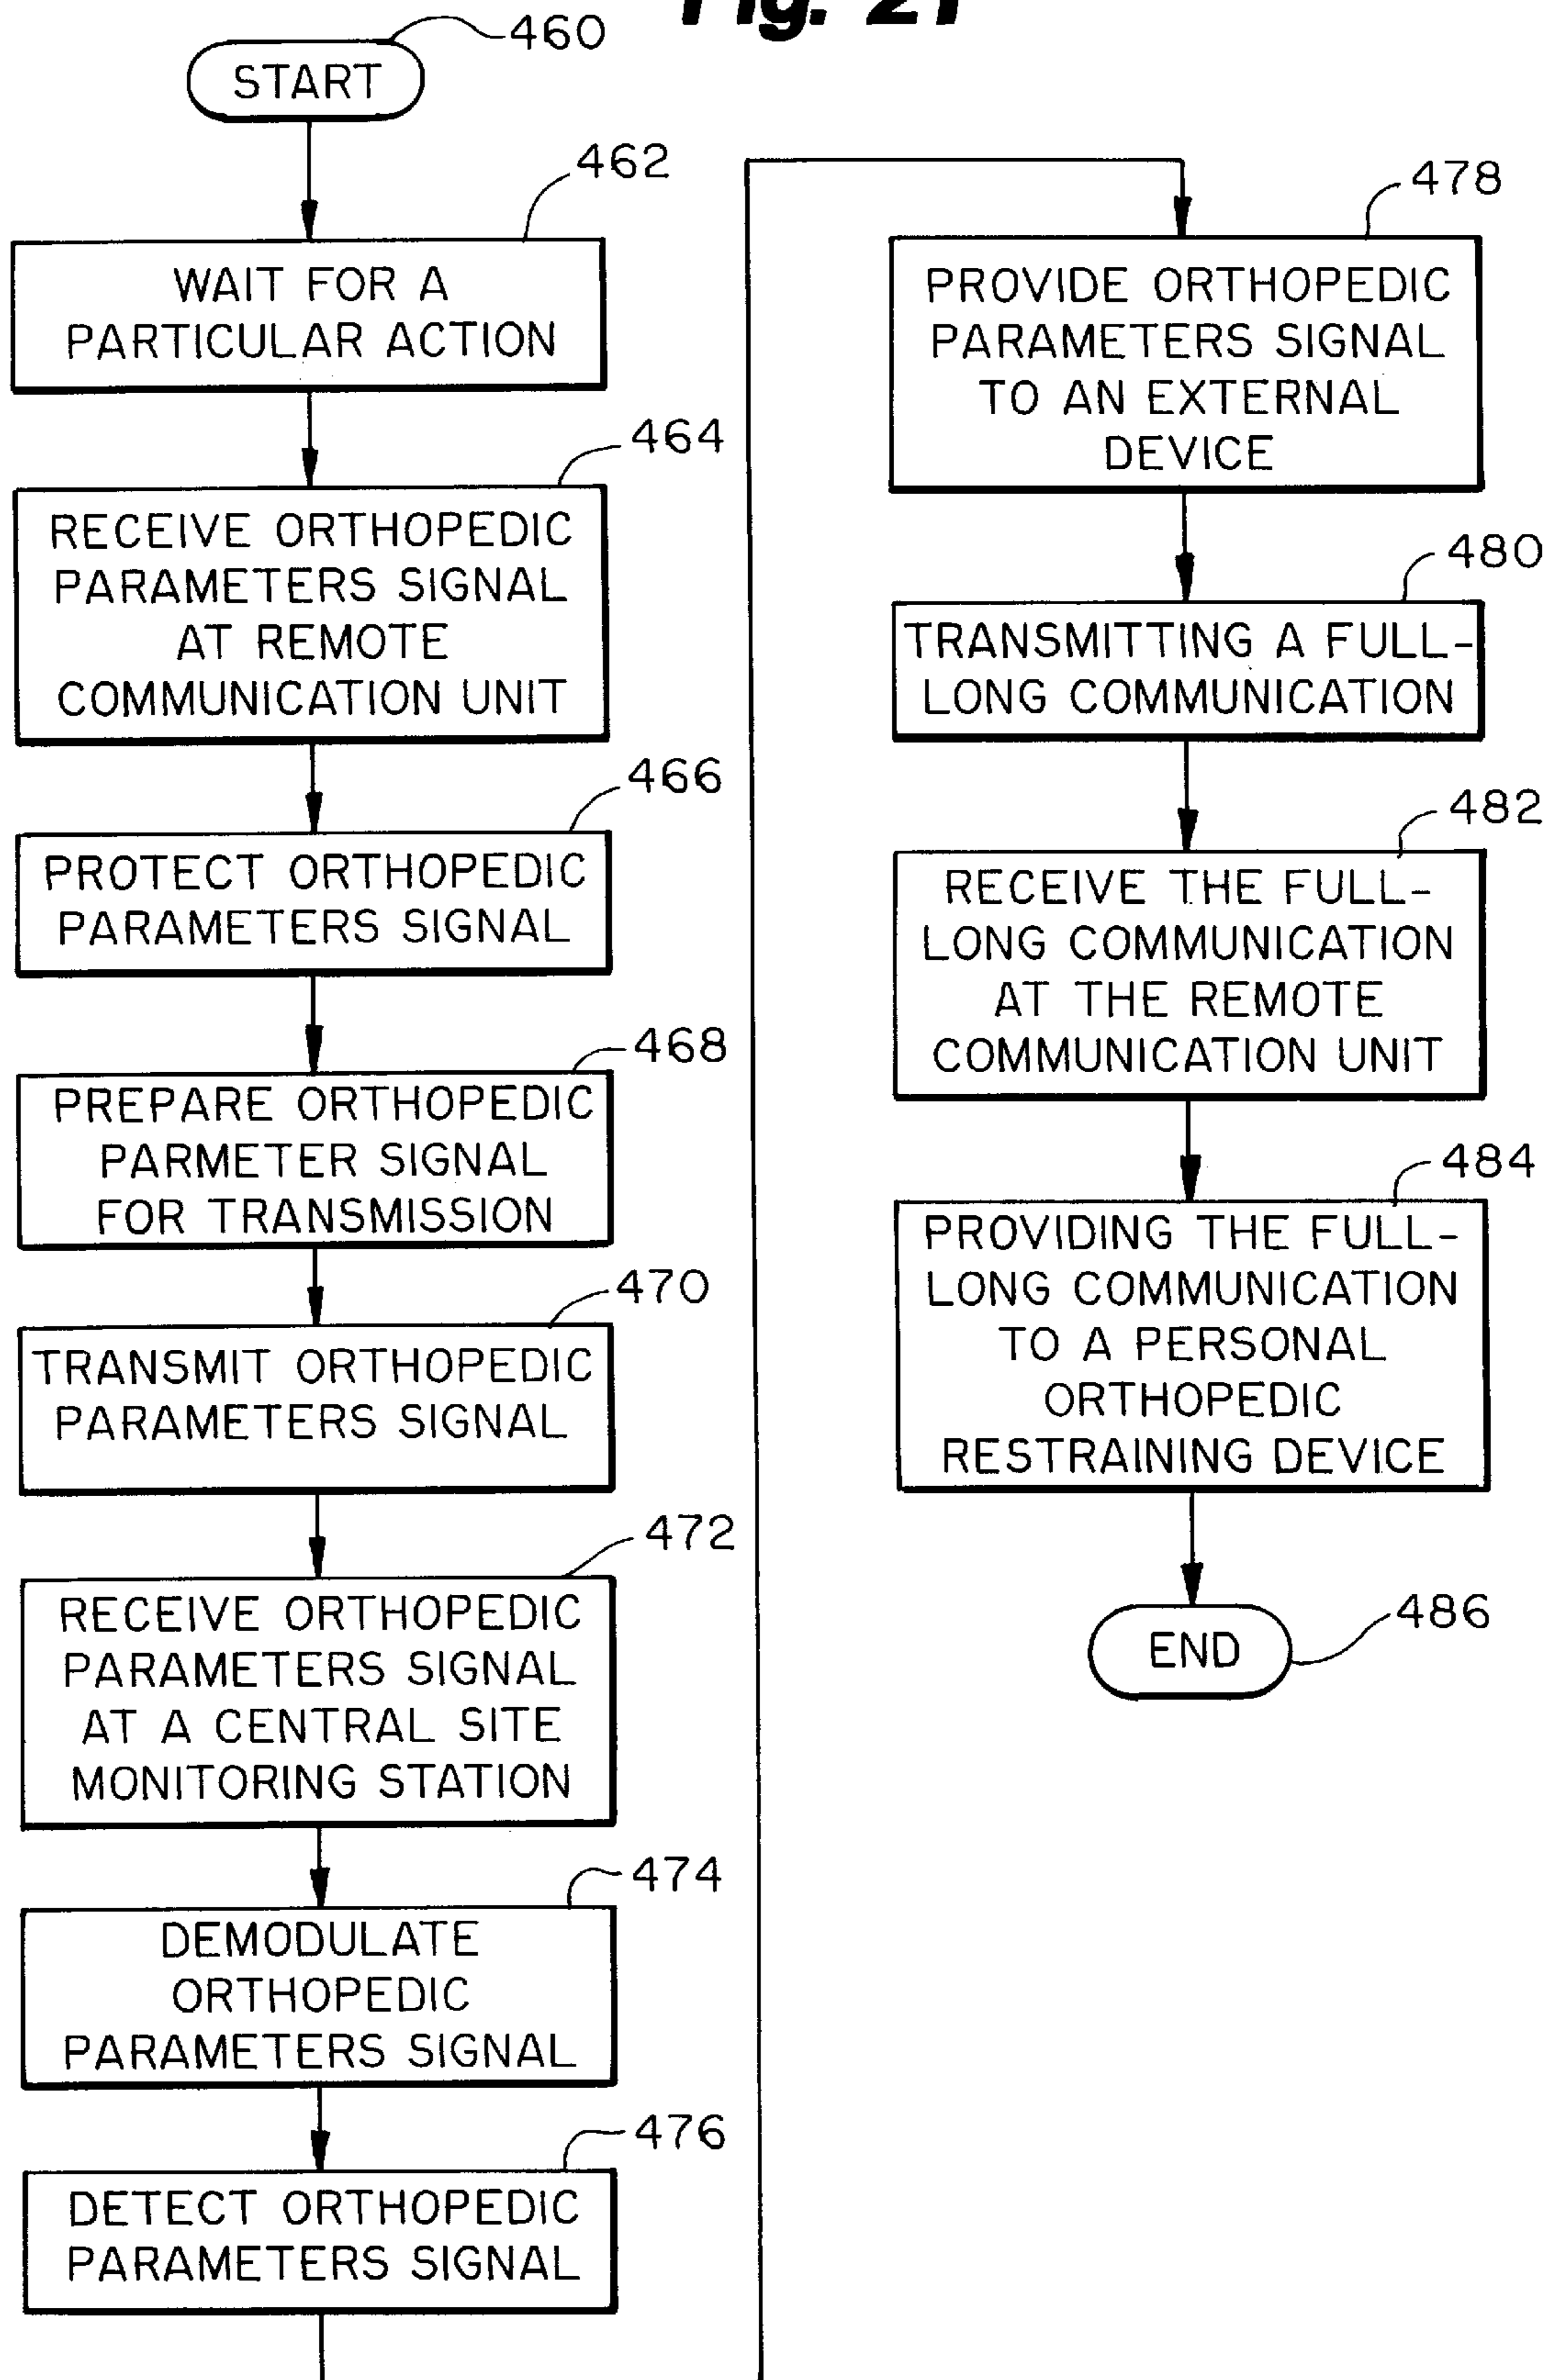 Fig. 21
460
START
462
WAIT FOR A
PARTICULAR ACTION
464
RECEIVE ORTHOPEDIC
PARAMETERS SIGNAL
AT REMOTE
COMMUNICATION UNIT
466
PROTECT ORTHOPEDIC
PARAMETERS SIGNAL
468
PREPARE ORTHOPEDIC
PARMETER SIGNAL
FOR TRANSMISSION
470
TRANSMIT ORTHOPEDIC
PARAMETERS SIGNAL
472
RECEIVE ORTHOPEDIC
PARAMETERS SIGNAL
AT A CENTRAL SITE
MONITORING STATION
474
DEMODULATE
ORTHOPEDIC
PARAMETERS SIGNAL
476
DETECT ORTHOPEDIC
PARAMETERS SIGNAL
478
PROVIDE ORTHOPEDIC
PARAMETERS SIGNAL
TO AN EXTERNAL
DEVICE
480
TRANSMITTING A FULL-
LONG COMMUNICATION
482
RECEIVE THE FULL-
LONG COMMUNICATION
AT THE REMOTE
COMMUNICATION UNIT
484
PROVIDING THE FULL-
LONG COMMUNICATION
TO A PERSONAL
ORTHOPEDIC
RESTRAINING DEVICE
486
END